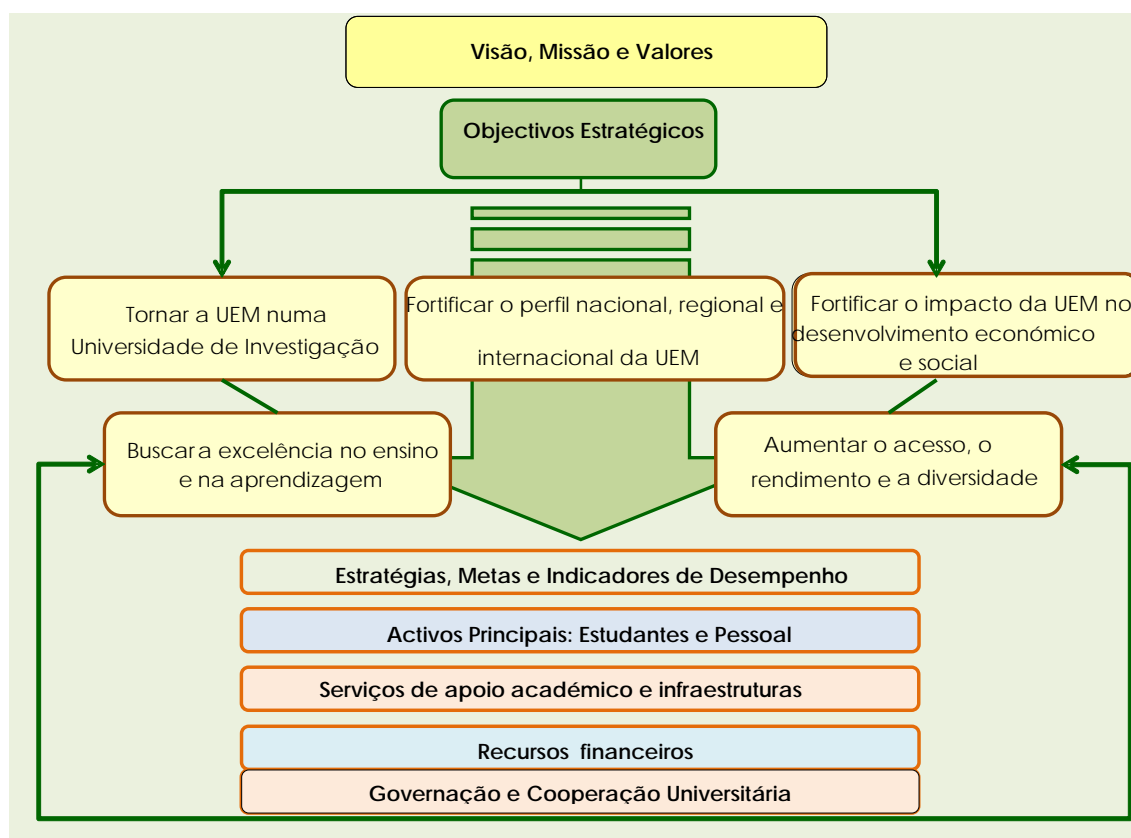 Visão, Missão e Valores
Objectivos Estratégicos
Tornar a UEM numa
Universidade de Investigação
Fortificar o perfil nacional, regional e
internacional da UEM
Fortificar o impacto da UEM no
desenvolvimento económico
e social
Buscar a excelência no ensino
e na aprendizagem
Aumentar o acesso, o
rendimento e a diversidade
Estratégias, Metas e Indicadores de Desempenho
Activos Principais: Estudantes e Pessoal
Serviços de apoio académico e infraestruturas
Recursos financeiros
Governação e Cooperação Universitária